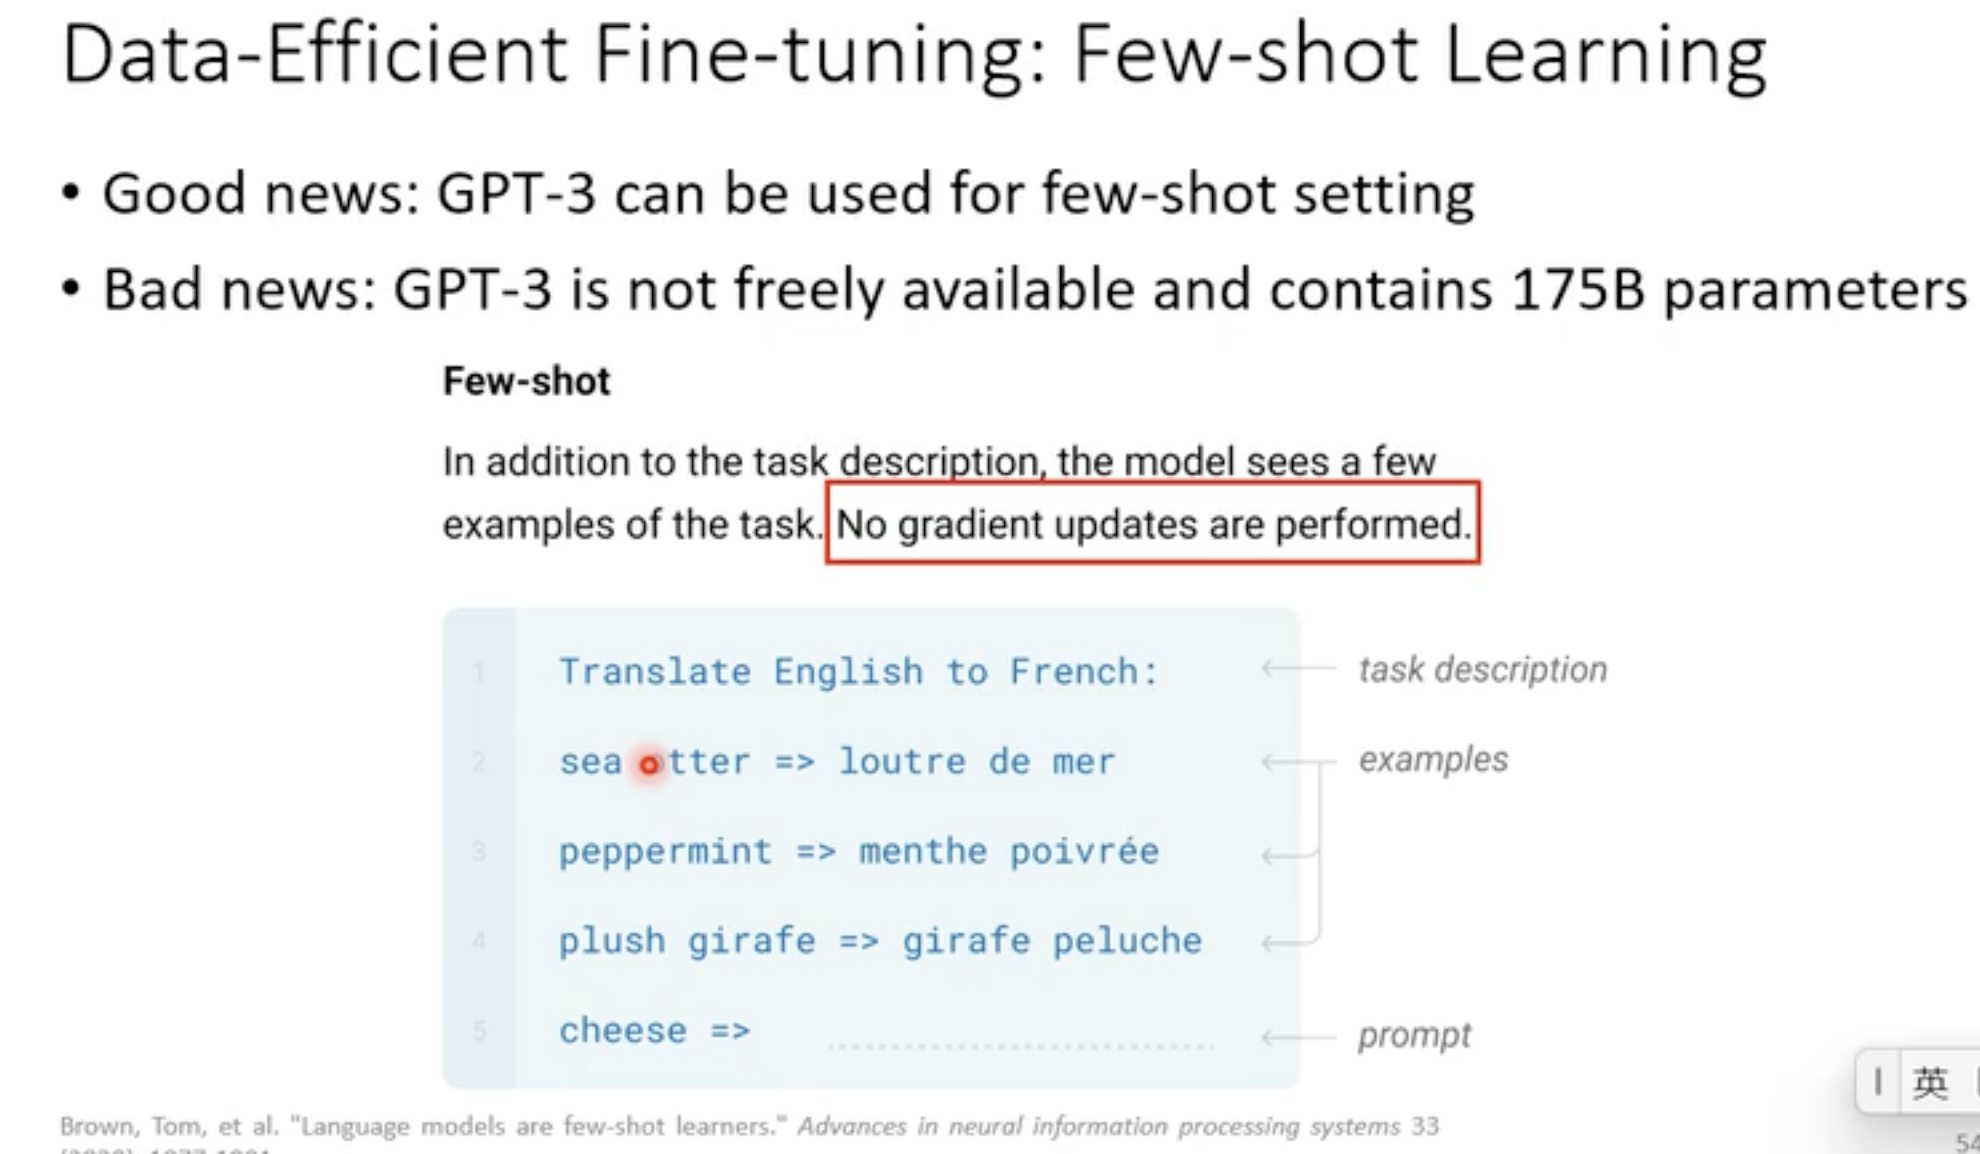 Data-Efficient Fine-tuning: Few-shot Learning
• Good news: GPT-3 can be used for few-shot setting
• Bad news: GPT-3 is not freely available and contains 175B parameters
Few-shot
In addition to the task description, the model sees a few
examples of the task. No gradient updates are performed.
1 Translate English to French: task description
2 sea otter => loutre de mer examples
3 peppermint => menthe poivrée
4 plush girafe => girafe peluche
5 cheese => prompt
英
Brown, Tom, et al. "Language models are few-shot learners." Advances in neural information processing systems 33
54